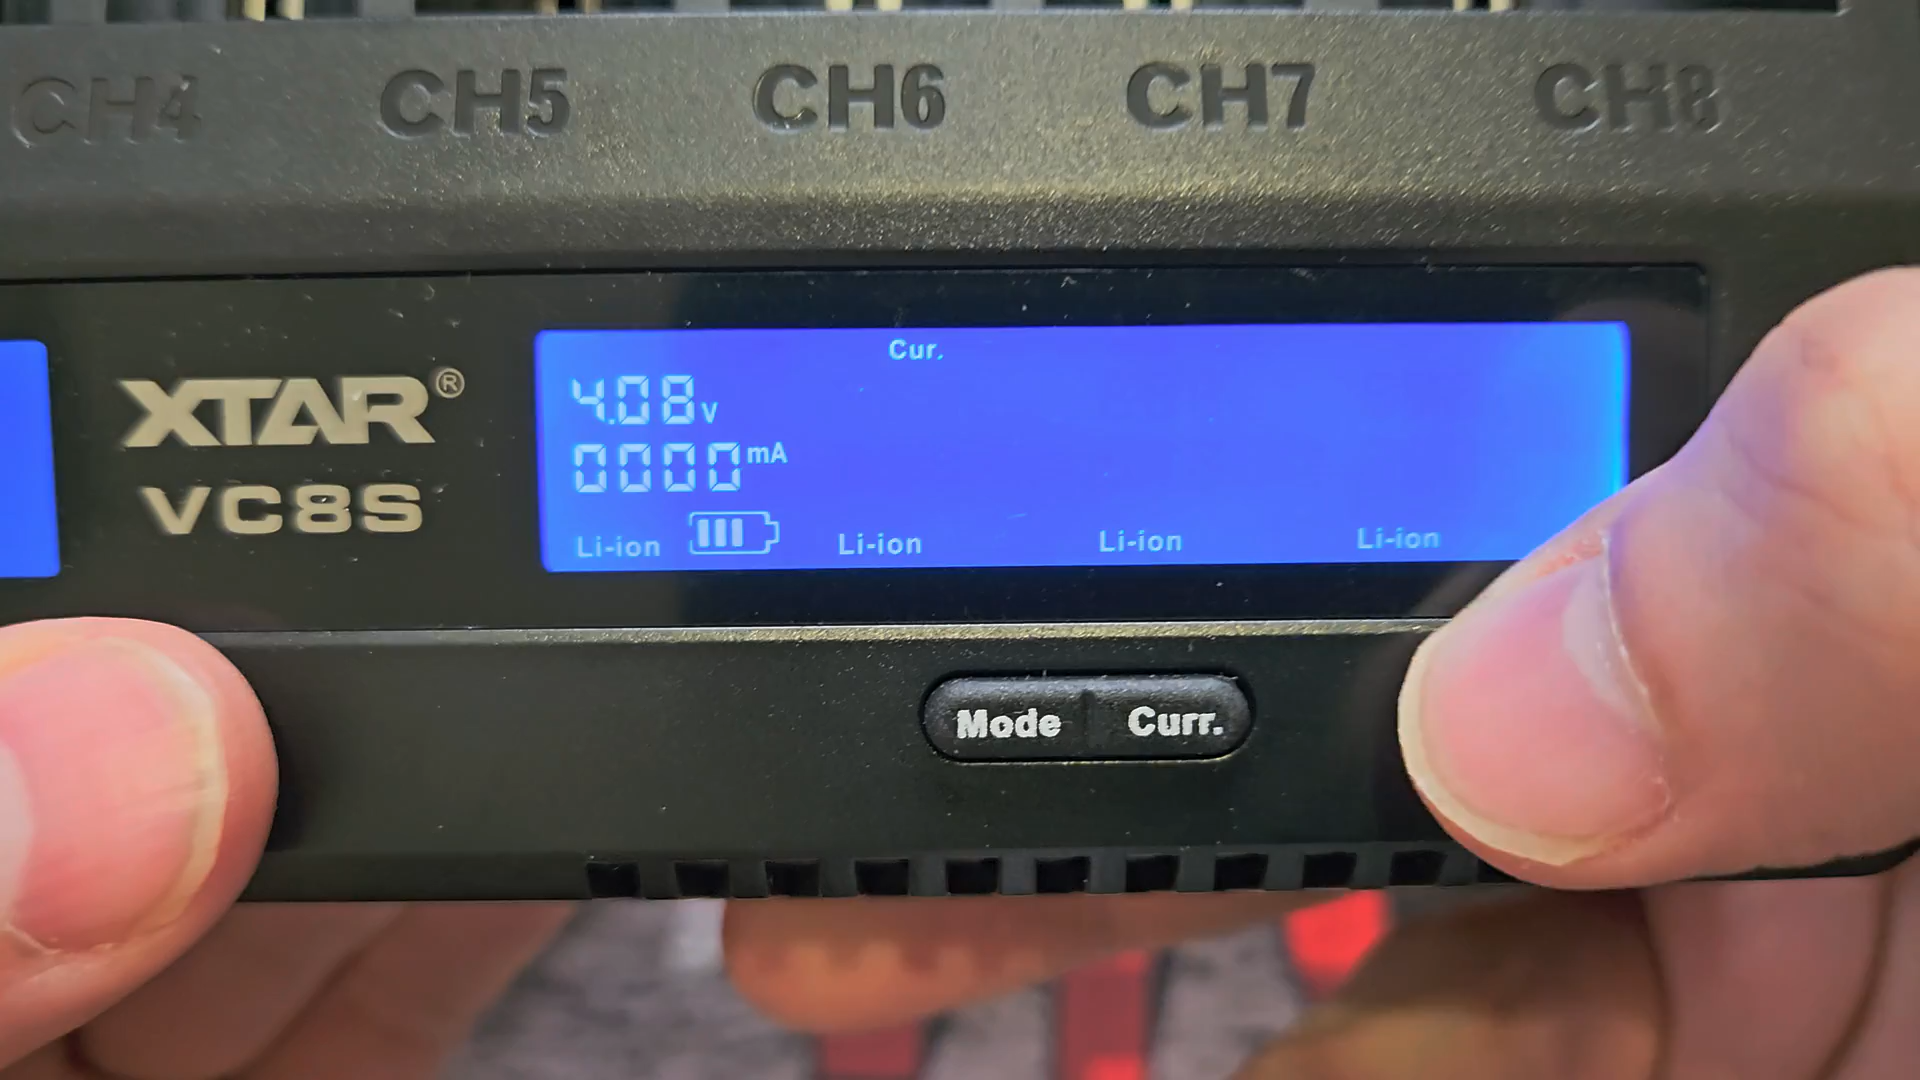 CH4 CH5 CH6 CH7 CH8
XTAR®
VC8S
Cur.
4.08V
0000mA
Li-ion Li-ion Li-ion Li-ion
Mode Curr.